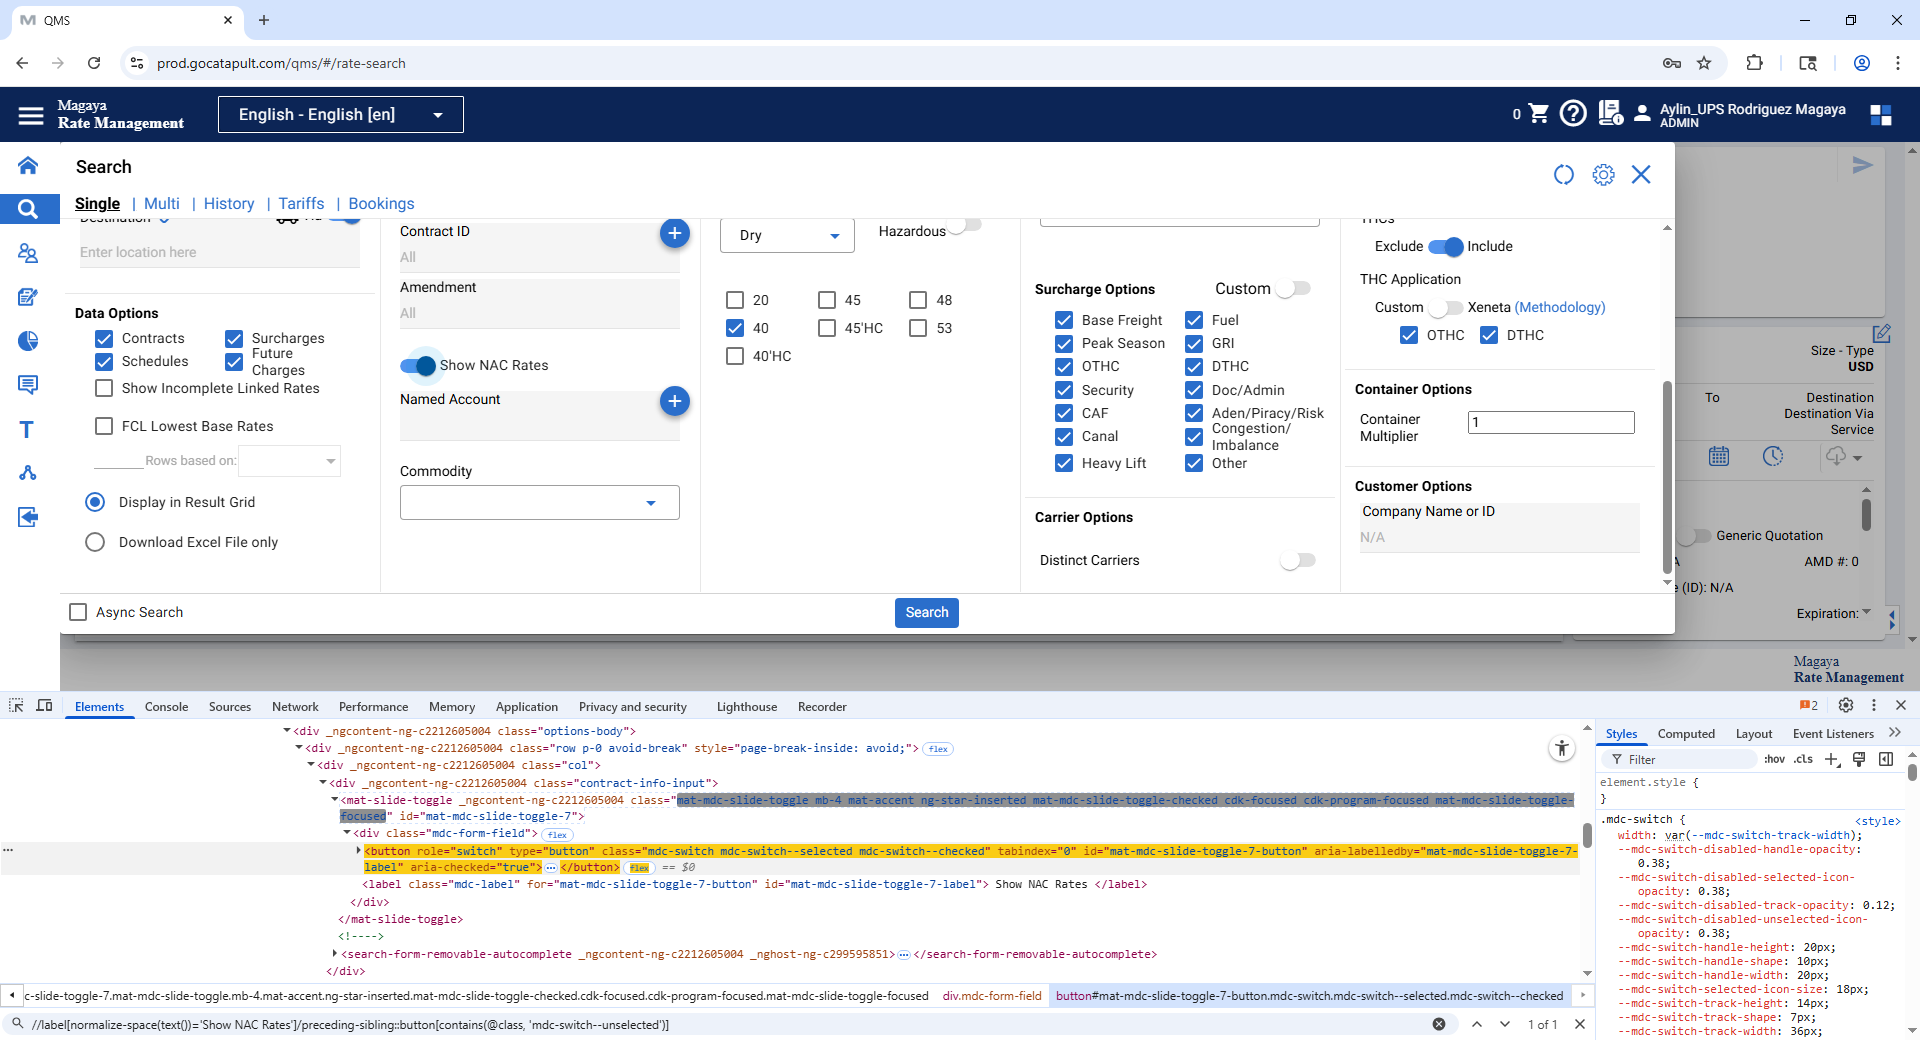 QMS
prod.gocatapult.com/qms/#/rate-search
Magaya
Rate Management
English - English [en]
0
Aylin_UPS Rodriguez Magaya
ADMIN
Search
Single | Multi | History | Tariffs | Bookings
Destination
Enter location here
Data Options
Contracts
Surcharges
Schedules
Future
Charges
Show Incomplete Linked Rates
FCL Lowest Base Rates
Rows based on:
Display in Result Grid
Download Excel File only
Contract ID
All
Amendment
All
Show NAC Rates
Named Account
Commodity
Dry
Hazardous
20
45
48
40
45'HC
53
40'HC
Surcharge Options
Custom
Base Freight
Fuel
Peak Season
GRI
OTHC
DTHC
Security
Doc/Admin
CAF
Aden/Piracy/Risk
Canal
Congestion/
Imbalance
Heavy Lift
Other
Carrier Options
Distinct Carriers
THCs
Exclude
Include
THC Application
Custom
Xeneta (Methodology)
OTHC
DTHC
Container Options
Container
Multiplier
1
Customer Options
Company Name or ID
N/A
Async Search
Search
Size - Type
USD
To
Destination
Destination Via
Service
Generic Quotation
AMD #: 0
(ID): N/A
Expiration:
Magaya
Rate Management
Elements
Console
Sources
Network
Performance
Memory
Application
Privacy and security
Lighthouse
Recorder
2
<div _ngcontent-ng-c2212605004 class="options-body">
<div _ngcontent-ng-c2212605004 class="row p-0 avoid-break" style="page-break-inside: avoid;"> flex
<div _ngcontent-ng-c2212605004 class="col">
<div _ngcontent-ng-c2212605004 class="contract-info-input">
<mat-slide-toggle _ngcontent-ng-c2212605004 class="mat-mdc-slide-toggle mb-4 mat-accent ng-star-inserted mat-mdc-slide-toggle-checked cdk-focused cdk-program-focused mat-mdc-slide-toggle-
focused" id="mat-mdc-slide-toggle-7">
<div class="mdc-form-field"> flex
<button role="switch" type="button" class="mdc-switch mdc-switch--selected mdc-switch--checked" tabindex="0" id="mat-mdc-slide-toggle-7-button" aria-labelledby="mat-mdc-slide-toggle-7-
label" aria-checked="true"> … </button> flex == $0
<label class="mdc-label" for="mat-mdc-slide-toggle-7-button" id="mat-mdc-slide-toggle-7-label"> Show NAC Rates </label>
</div>
</mat-slide-toggle>
<!---->
<search-form-removable-autocomplete _ngcontent-ng-c2212605004 _nghost-ng-c299595851> … </search-form-removable-autocomplete>
</div>
c-slide-toggle-7.mat-mdc-slide-toggle.mb-4.mat-accent.ng-star-inserted.mat-mdc-slide-toggle-checked.cdk-focused.cdk-program-focused.mat-mdc-slide-toggle-focused
div.mdc-form-field
button#mat-mdc-slide-toggle-7-button.mdc-switch.mdc-switch--selected.mdc-switch--checked
//label[normalize-space(text())='Show NAC Rates']/preceding-sibling::button[contains(@class, 'mdc-switch--unselected')]
1 of 1
Styles
Computed
Layout
Event Listeners
Filter
:hov .cls
element.style {
}
.mdc-switch {
<style>
width: var(--mdc-switch-track-width);
--mdc-switch-disabled-handle-opacity:
0.38;
--mdc-switch-disabled-selected-icon-
opacity: 0.38;
--mdc-switch-disabled-track-opacity: 0.12;
--mdc-switch-disabled-unselected-icon-
opacity: 0.38;
--mdc-switch-handle-height: 20px;
--mdc-switch-handle-shape: 10px;
--mdc-switch-handle-width: 20px;
--mdc-switch-selected-icon-size: 18px;
--mdc-switch-track-height: 14px;
--mdc-switch-track-shape: 7px;
--mdc-switch-track-width: 36px;